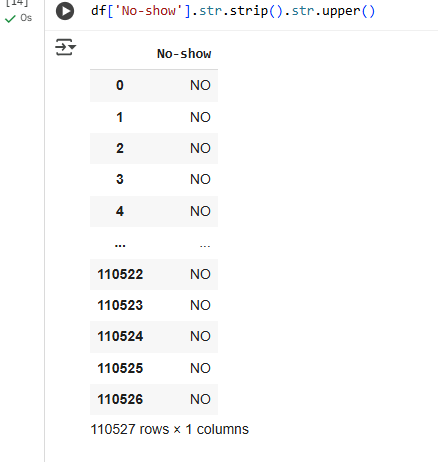 [14]
df['No-show'].str.strip().str.upper()
✓ 0s
No-show
0 NO
1 NO
2 NO
3 NO
4 NO
... ...
110522 NO
110523 NO
110524 NO
110525 NO
110526 NO
110527 rows × 1 columns